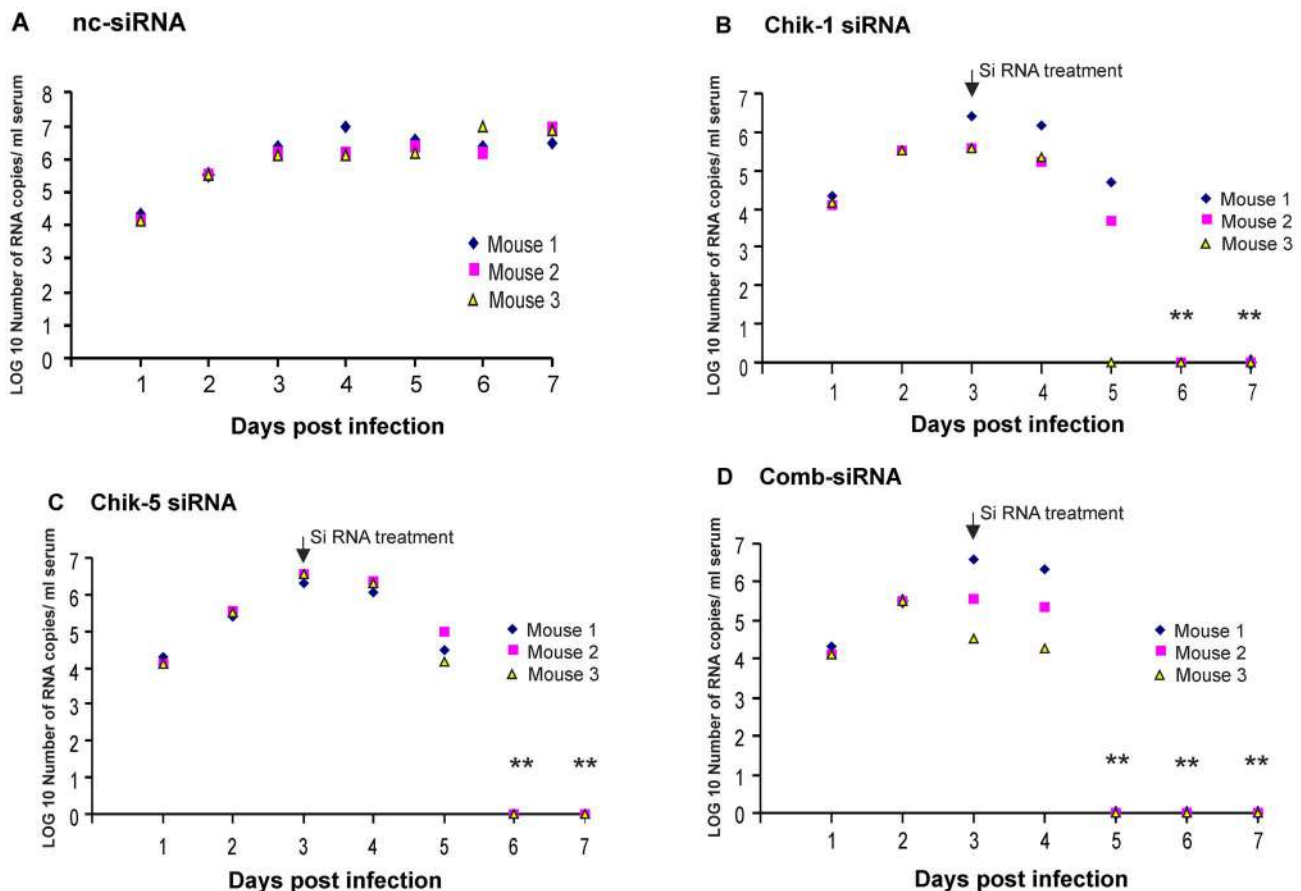 A nc-siRNA
LOG 10 Number of RNA copies/ ml serum
8
7
6
5
4
3
2
1
0
Mouse 1
Mouse 2
Mouse 3
1 2 3 4 5 6 7
Days post infection
B Chik-1 siRNA
Si RNA treatment
LOG 10 Number of RNA copies/ ml serum
7
6
5
4
3
2
1
0
Mouse 1
Mouse 2
Mouse 3
** **
1 2 3 4 5 6 7
Days post infection
C Chik-5 siRNA
Si RNA treatment
LOG 10 Number of RNA copies/ ml serum
7
6
5
4
3
2
1
0
Mouse 1
Mouse 2
Mouse 3
** **
1 2 3 4 5 6 7
Days post infection
D Comb-siRNA
Si RNA treatment
LOG 10 Number of RNA copies/ ml serum
7
6
5
4
3
2
1
0
Mouse 1
Mouse 2
Mouse 3
** ** **
1 2 3 4 5 6 7
Days post infection